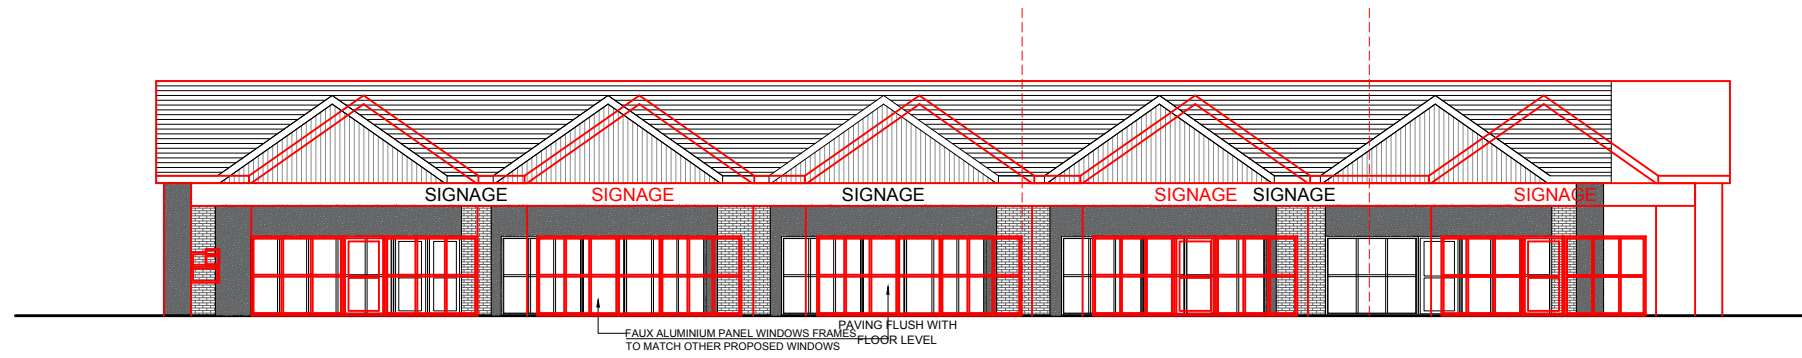 SIGNAGE SIGNAGE SIGNAGE SIGNAGE SIGNAGE SIGNAGE
FAUX ALUMINIUM PANEL WINDOWS FRAMES
TO MATCH OTHER PROPOSED WINDOWS
PAVING FLUSH WITH
FLOOR LEVEL